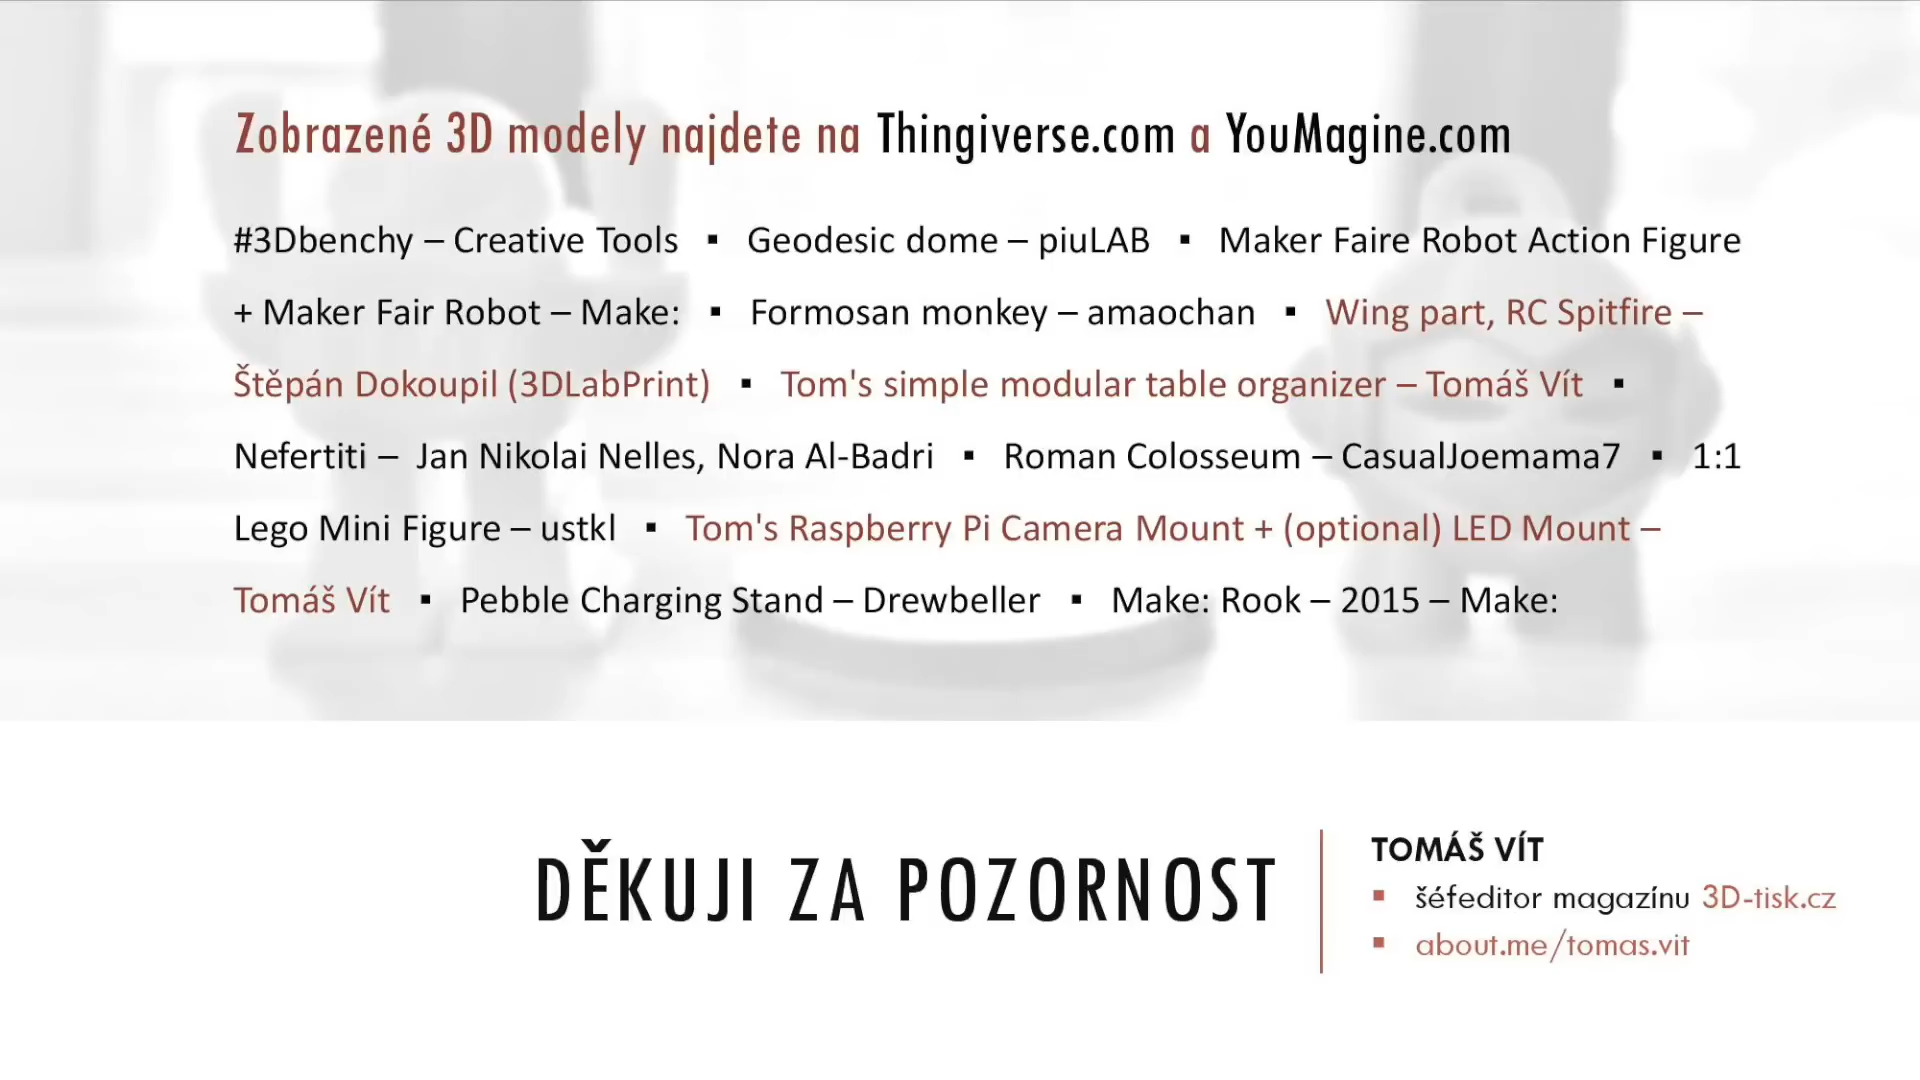 Zobrazené 3D modely najdete na Thingiverse.com a YouMagine.com
#3Dbenchy – Creative Tools ▪ Geodesic dome – piuLAB ▪ Maker Faire Robot Action Figure
+ Maker Fair Robot – Make: ▪ Formosan monkey – amaochan ▪ Wing part, RC Spitfire –
Štěpán Dokoupil (3DLabPrint) ▪ Tom's simple modular table organizer – Tomáš Vít ▪
Nefertiti – Jan Nikolai Nelles, Nora Al-Badri ▪ Roman Colosseum – CasualJoemama7 ▪ 1:1
Lego Mini Figure – ustkl ▪ Tom's Raspberry Pi Camera Mount + (optional) LED Mount –
Tomáš Vít ▪ Pebble Charging Stand – Drewbeller ▪ Make: Rook – 2015 – Make:
DĚKUJI ZA POZORNOST
TOMÁŠ VÍT
▪ šéfeditor magazínu 3D-tisk.cz
▪ about.me/tomas.vit